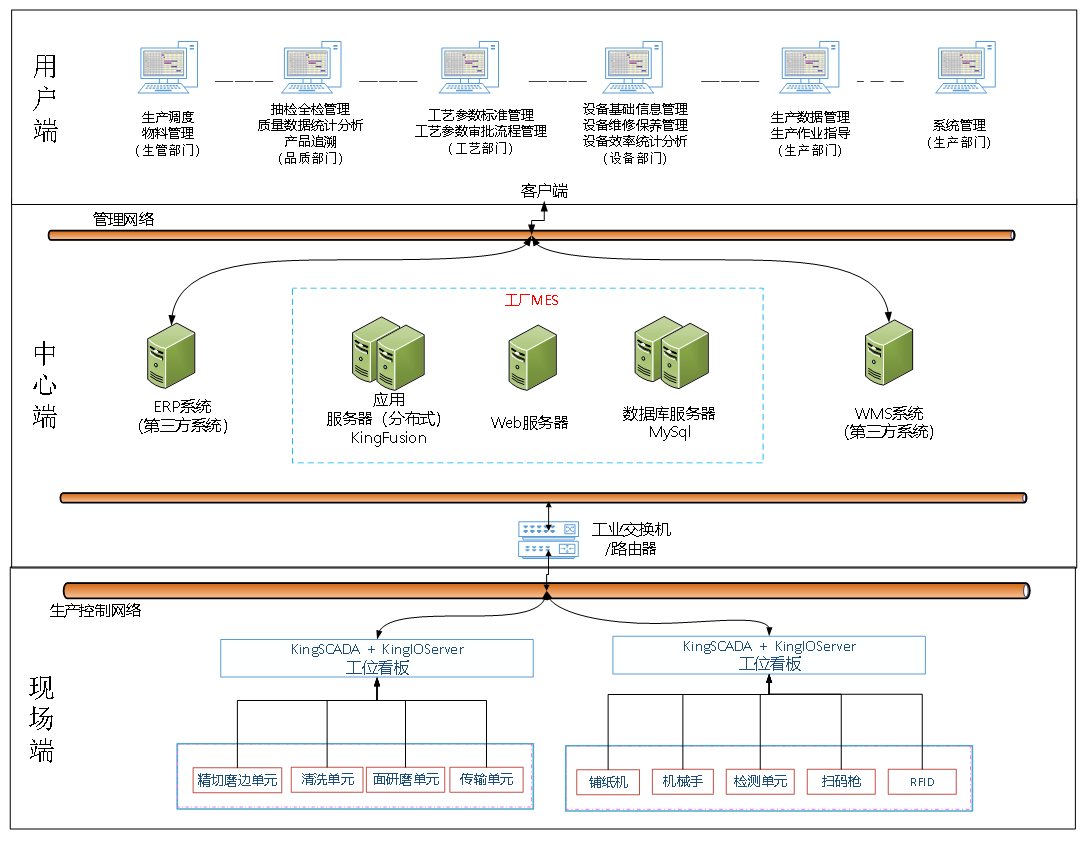 用户端
生产调度
物料管理
(生管部门)
抽检全检管理
质量数据统计分析
产品追溯
(品质部门)
工艺参数标准管理
工艺参数审批流程管理
(工艺部门)
设备基础信息管理
设备维修保养管理
设备效率统计分析
(设备部门)
生产数据管理
生产作业指导
(生产部门)
系统管理
(生产部门)
客户端
中心端
管理网络
工厂MES
ERP系统
(第三方系统)
应用
服务器（分布式）
KingFusion
Web服务器
数据库服务器
MySql
WMS系统
(第三方系统)
工业交换机
/路由器
现场端
生产控制网络
KingSCADA + KingIOServer
工位看板
KingSCADA + KingIOServer
工位看板
精切磨边单元
清洗单元
面研磨单元
传输单元
铺纸机
机械手
检测单元
扫码枪
RFID